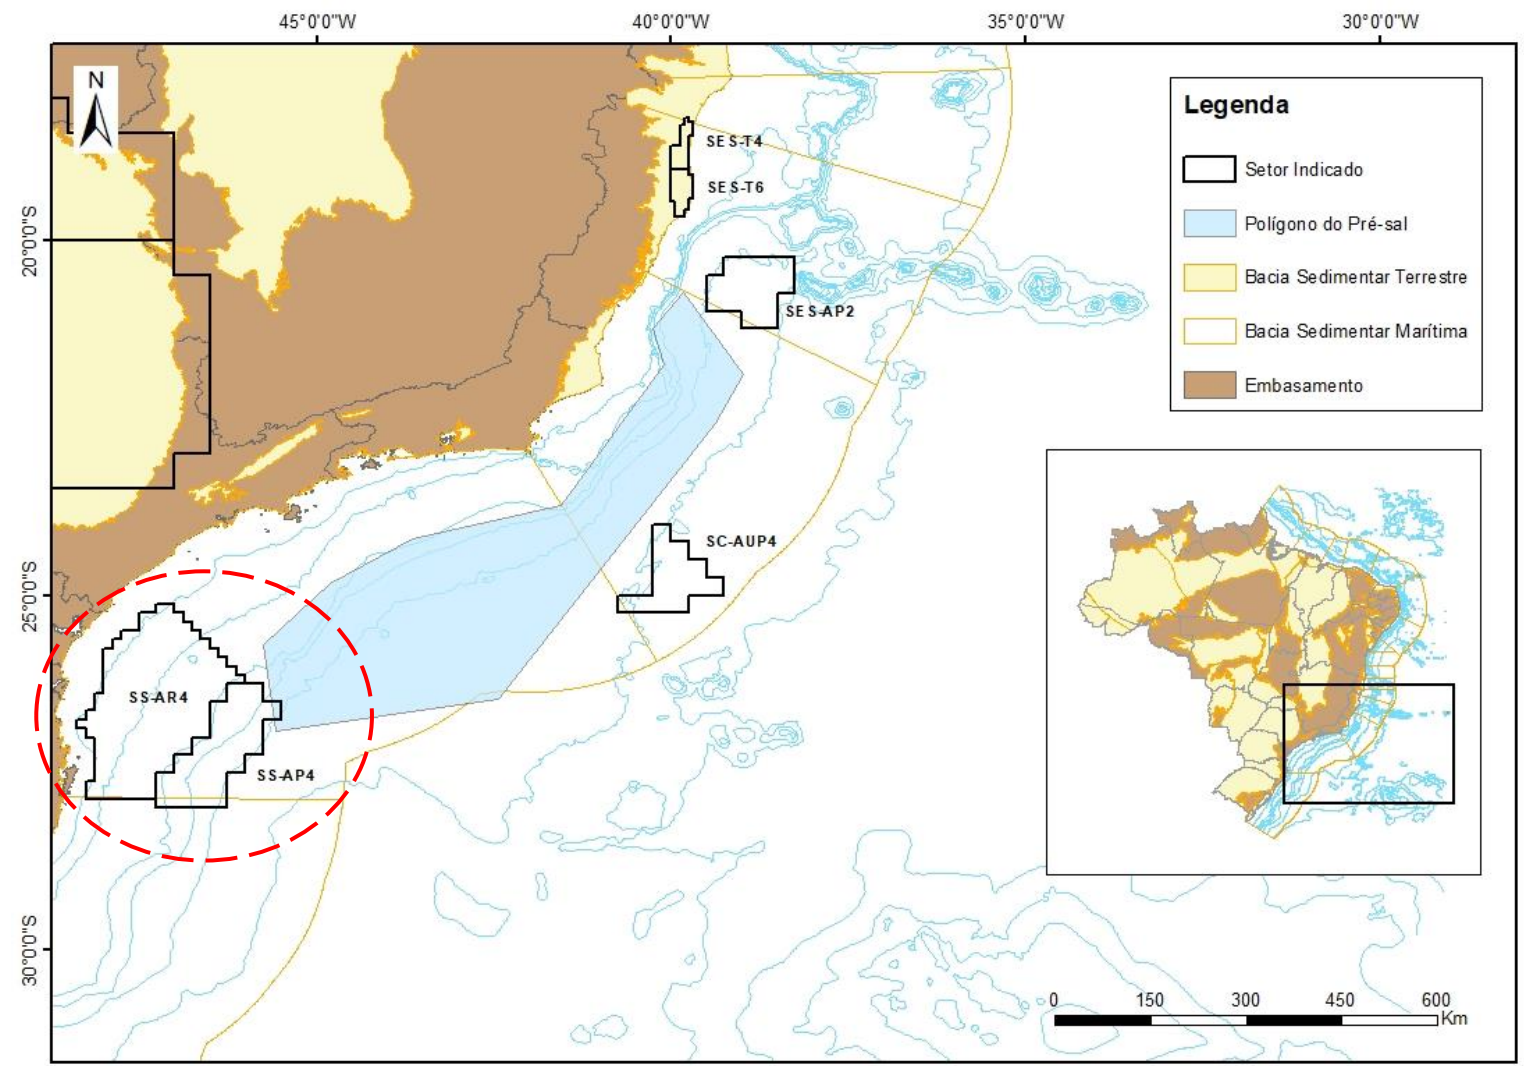 45°0'0"W
40°0'0"W
35°0'0"W
30°0'0"W
N
20°0'0"S
25°0'0"S
30°0'0"S
SES-T4
SES-T6
SES-AP2
SC-AUP4
SS-AR4
SS-AP4
Legenda
Setor Indicado
Polígono do Pré-sal
Bacia Sedimentar Terrestre
Bacia Sedimentar Marítima
Embasamento
0 150 300 450 600
Km